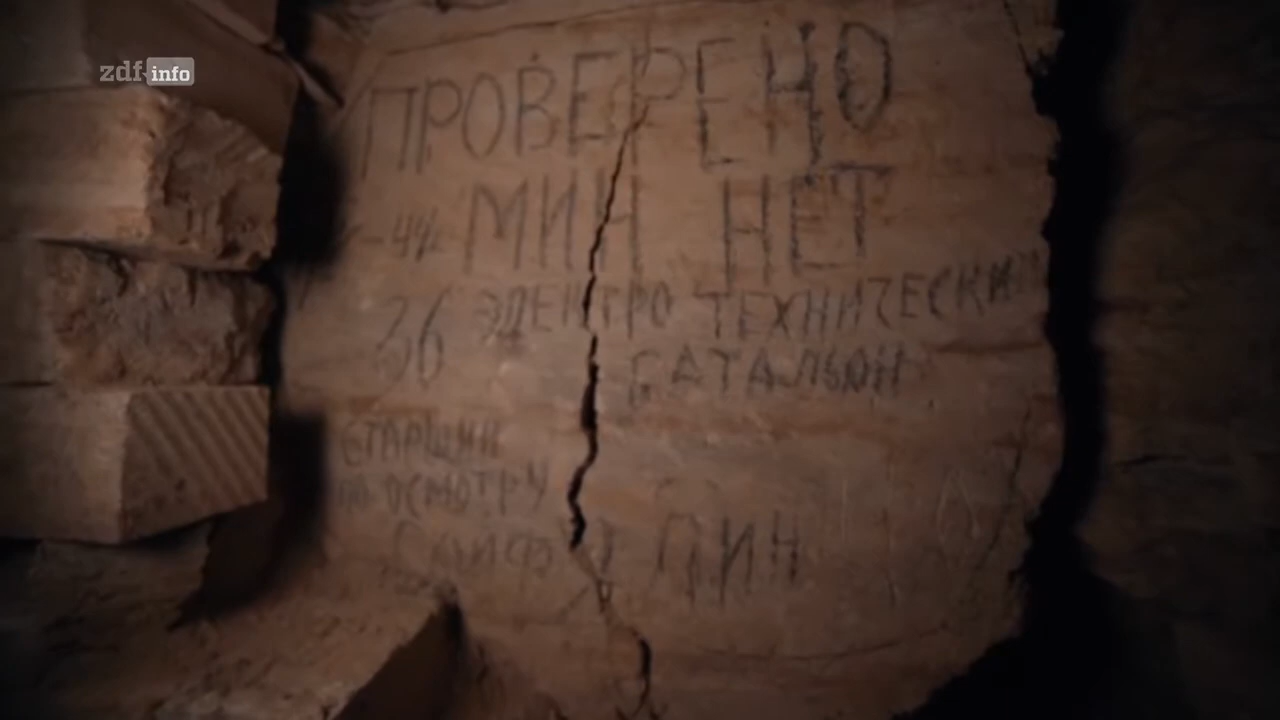 zdf info
ПРОВЕРЕНО
МИН НЕТ
36 ЭЛЕКТРО ТЕХНИЧЕСКИЙ
БАТАЛЬОН
СТАРШИЙ
ПО ОСМОТРУ